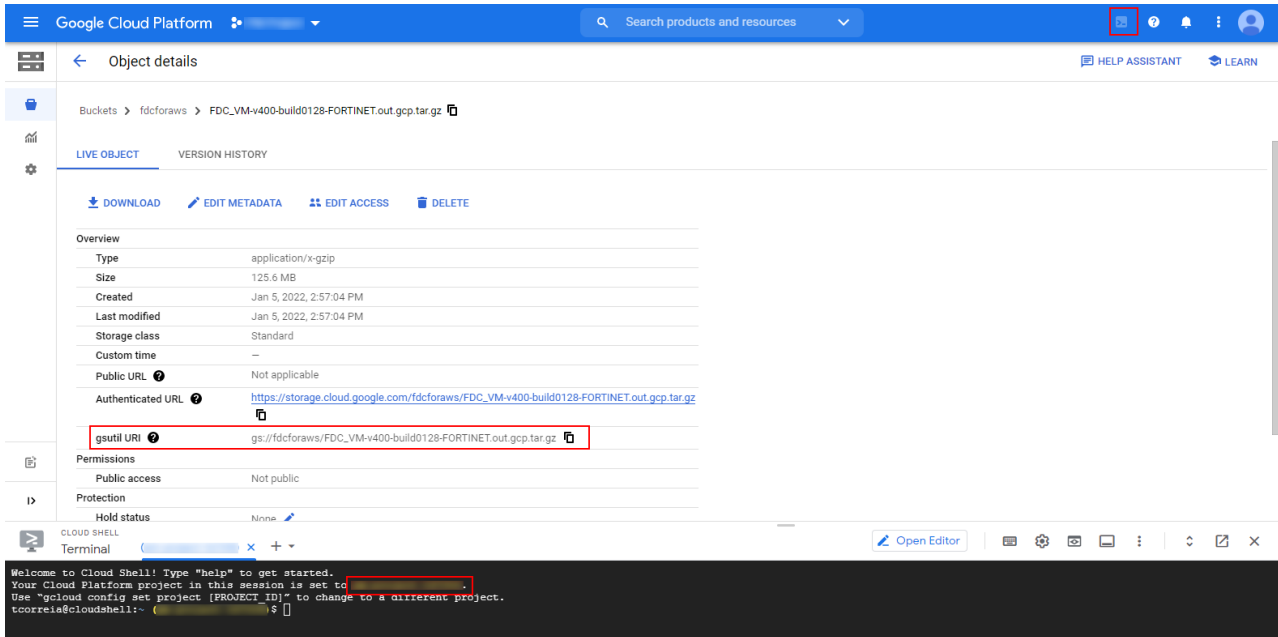 Google Cloud Platform
Search products and resources
Object details
HELP ASSISTANT
LEARN
Buckets > fdcforaws > FDC_VM-v400-build0128-FORTINET.out.gcp.tar.gz
LIVE OBJECT
VERSION HISTORY
DOWNLOAD
EDIT METADATA
EDIT ACCESS
DELETE
Overview
Type application/x-gzip
Size 125.6 MB
Created Jan 5, 2022, 2:57:04 PM
Last modified Jan 5, 2022, 2:57:04 PM
Storage class Standard
Custom time —
Public URL Not applicable
Authenticated URL https://storage.cloud.google.com/fdcforaws/FDC_VM-v400-build0128-FORTINET.out.gcp.tar.gz
gsutil URI gs://fdcforaws/FDC_VM-v400-build0128-FORTINET.out.gcp.tar.gz
Permissions
Public access Not public
Protection
Hold status None
CLOUD SHELL
Terminal (
Open Editor
Welcome to Cloud Shell! Type "help" to get started.
Your Cloud Platform project in this session is set to .
Use "gcloud config set project [PROJECT_ID]" to change to a different project.
tcorreia@cloudshell:~ ( )$